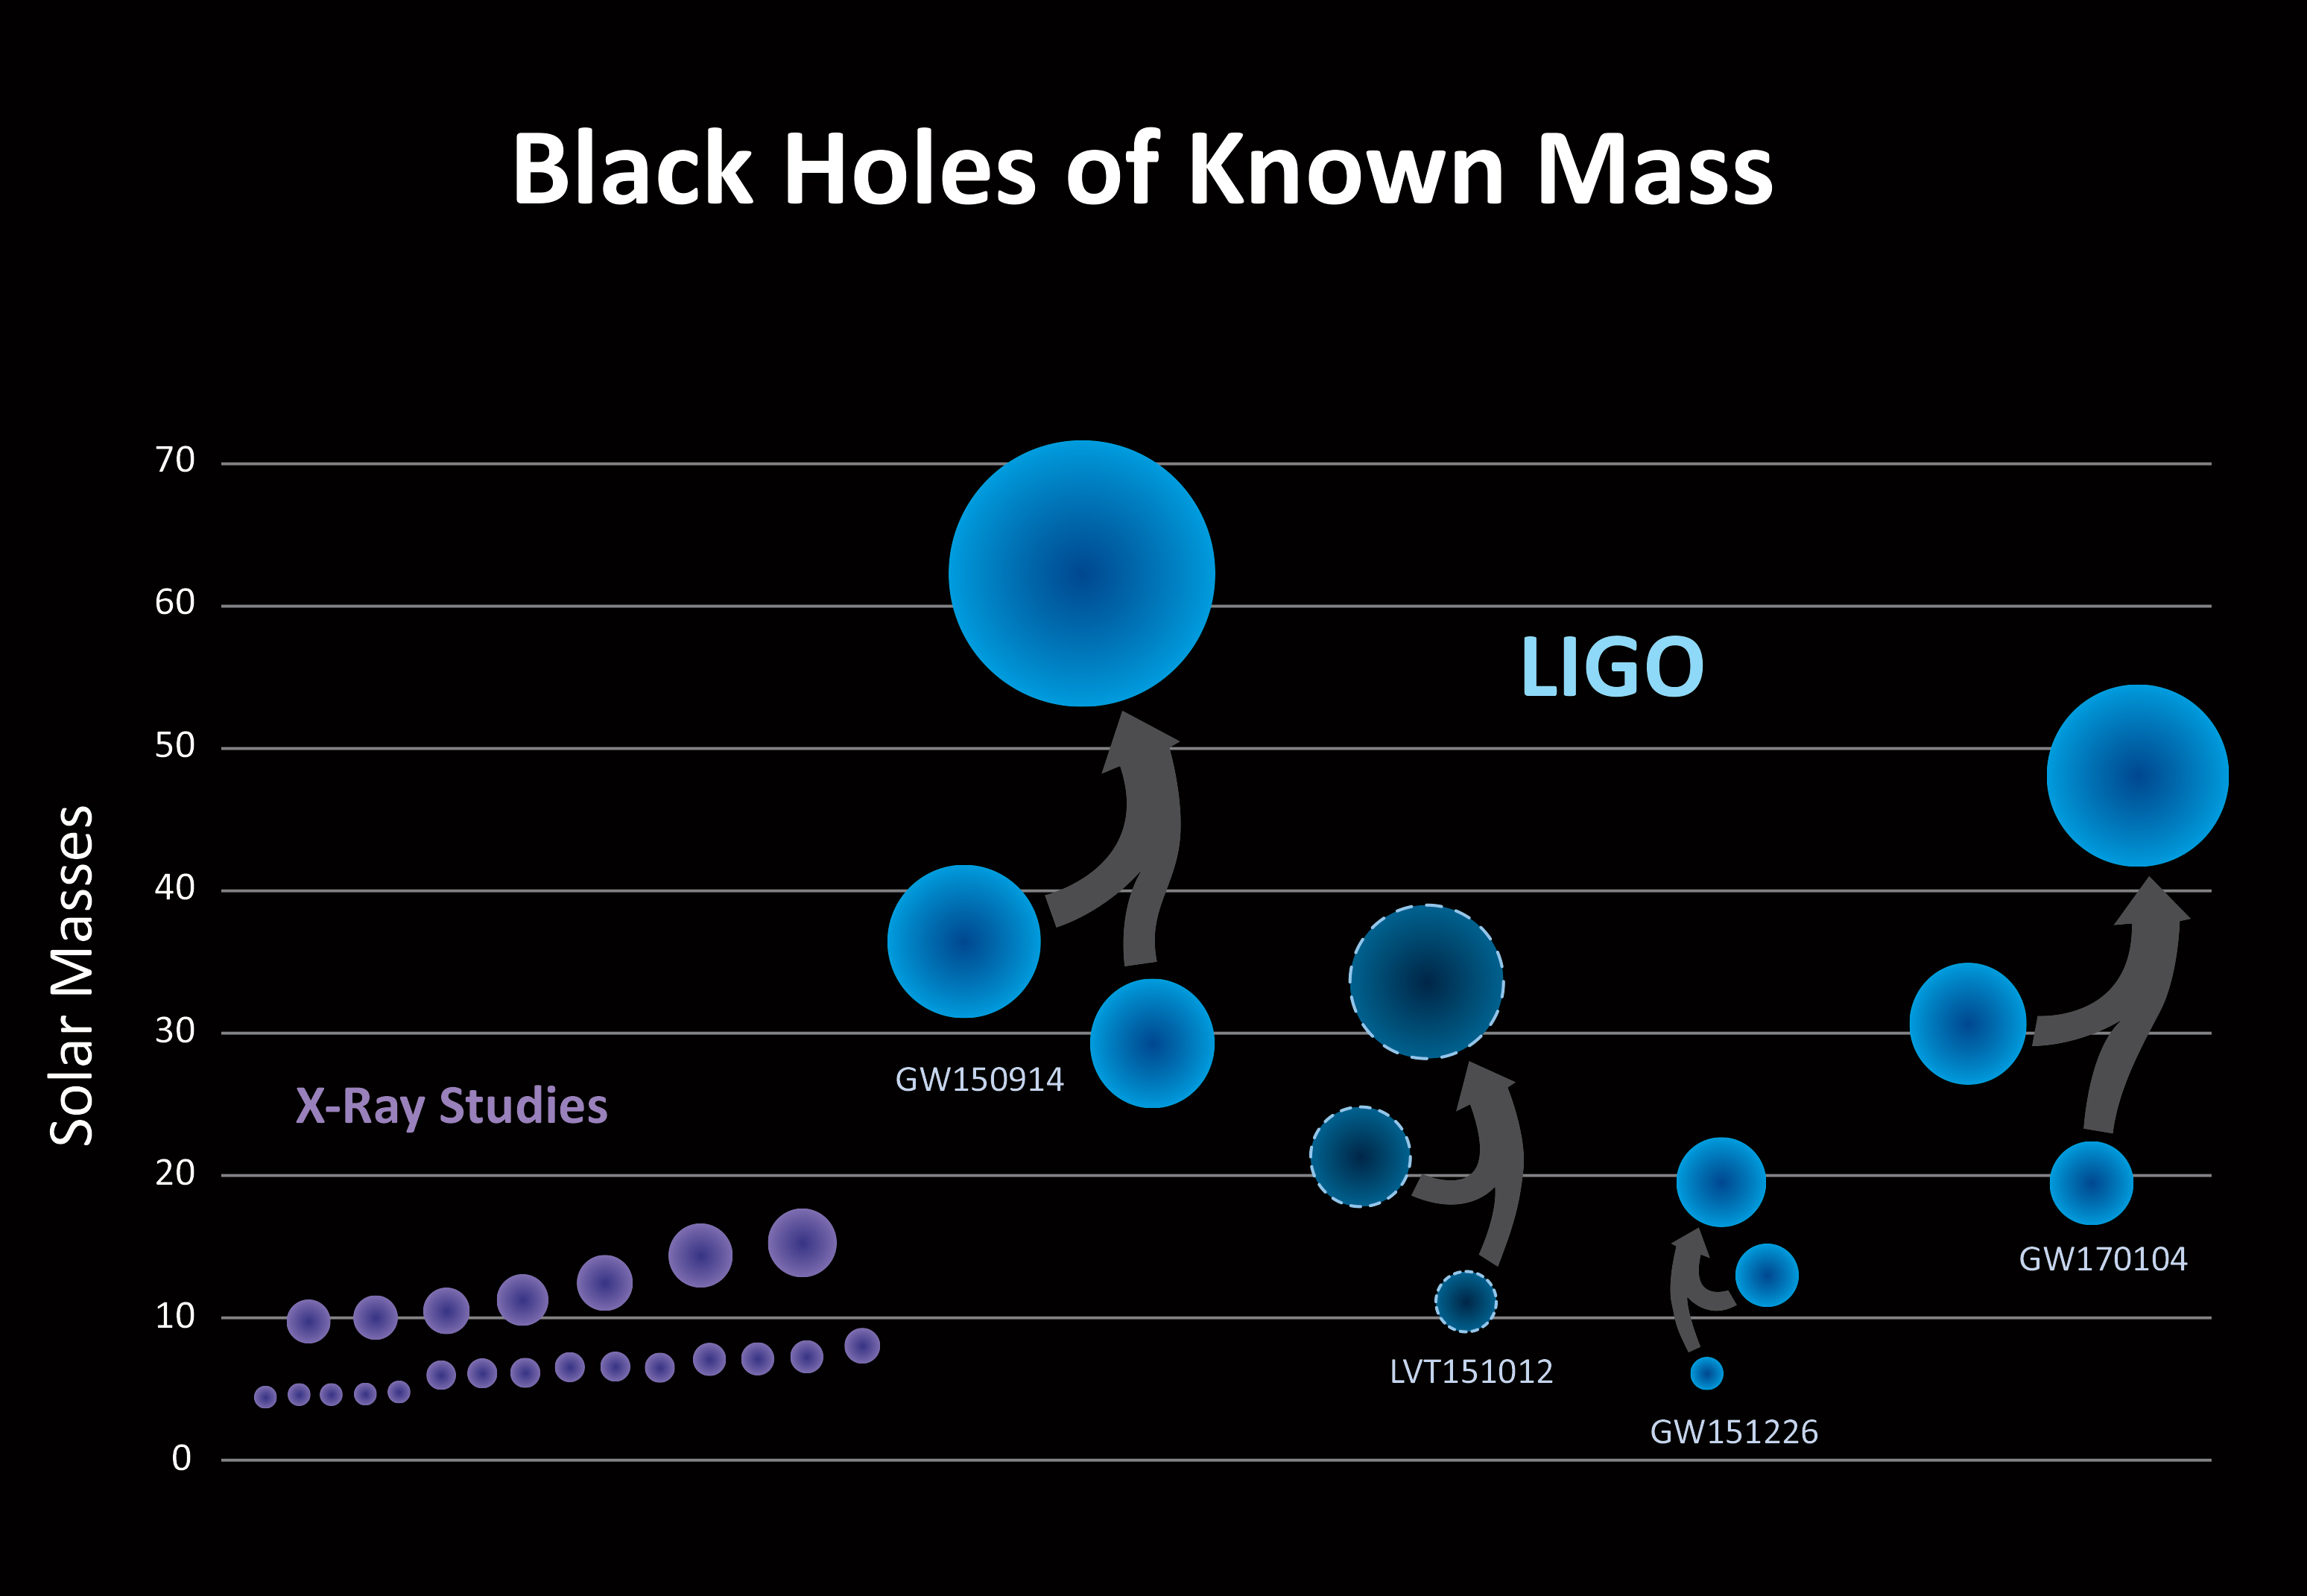 Black Holes of Known Mass
70
60
LIGO
50
Solar Masses
40
30
GW150914
X-Ray Studies
20
GW170104
10
LVT151012
GW151226
0